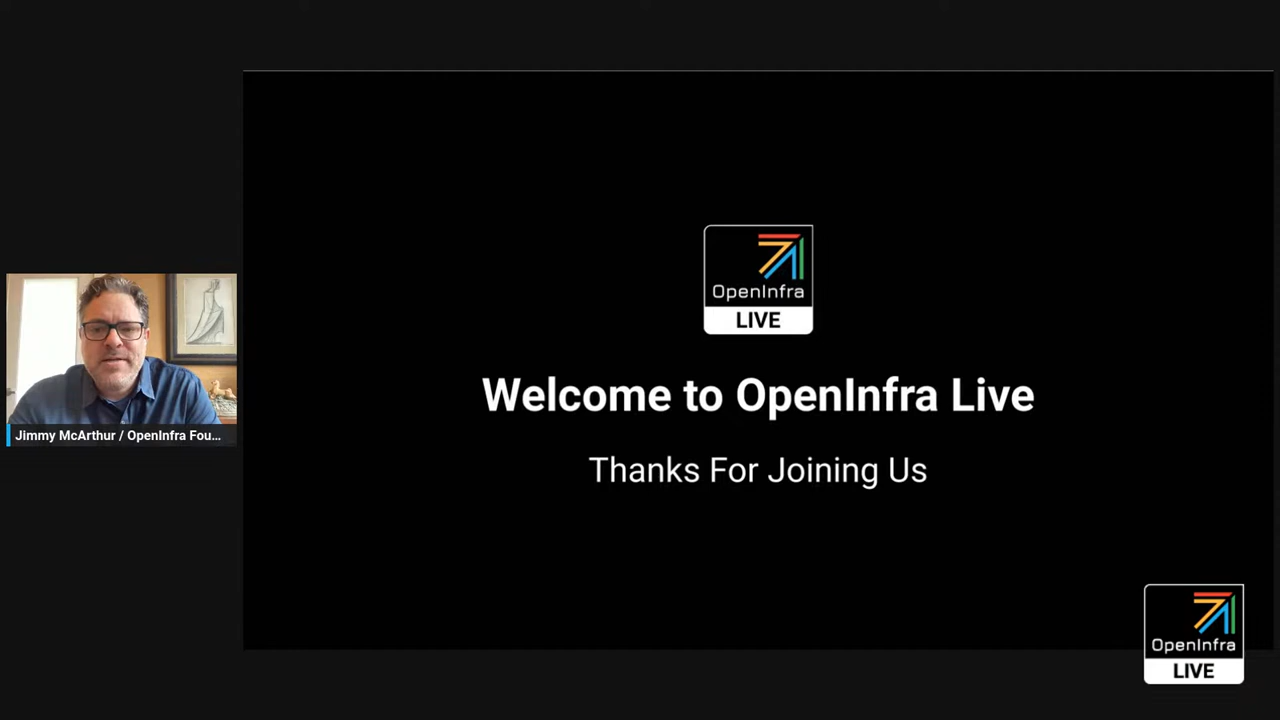 OpenInfra
LIVE
Welcome to OpenInfra Live
Thanks For Joining Us
Jimmy McArthur / OpenInfra Fou...
OpenInfra
LIVE